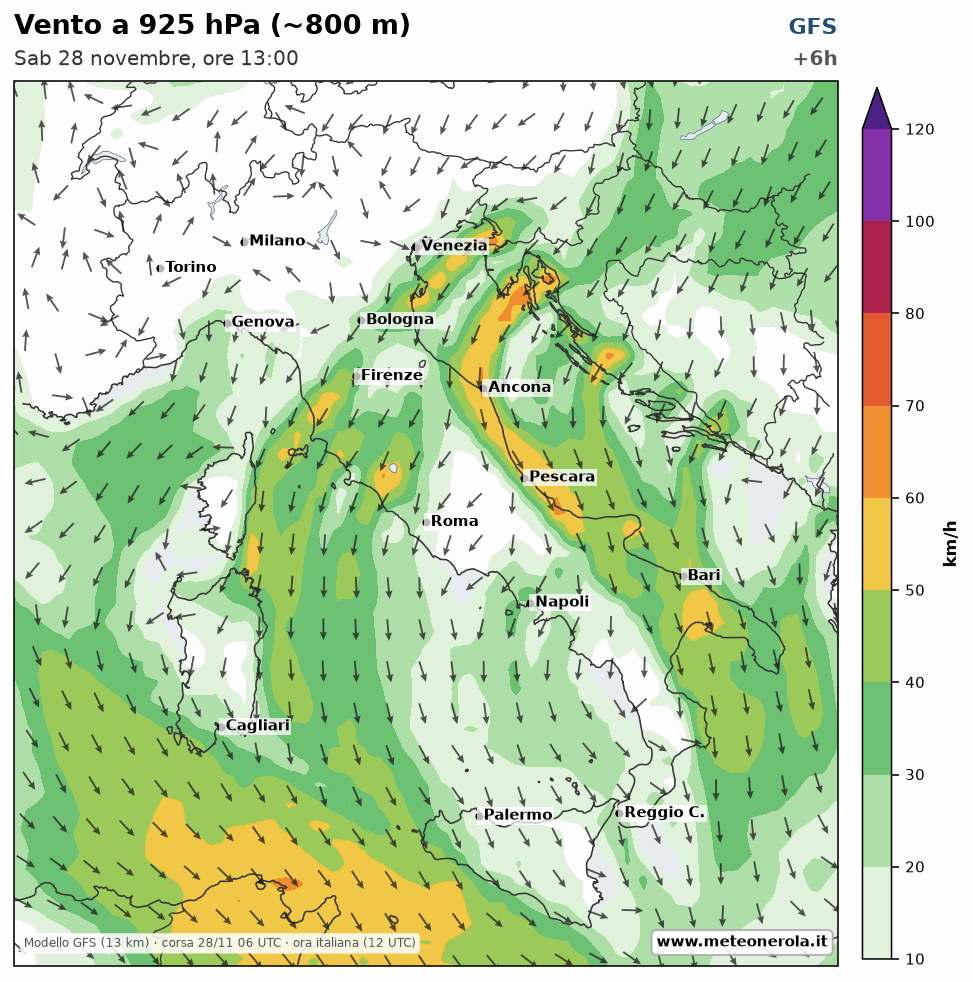 Vento a 925 hPa (~800 m)
GFS
Sab 28 novembre, ore 13:00
+6h
Milano
Venezia
Torino
Genova
Bologna
Firenze
Ancona
Pescara
Roma
Bari
Napoli
Cagliari
Palermo
Reggio C.
Modello GFS (13 km) · corsa 28/11 06 UTC · ora italiana (12 UTC)
www.meteonerola.it
120
100
80
70
60
50
40
30
20
10
km/h